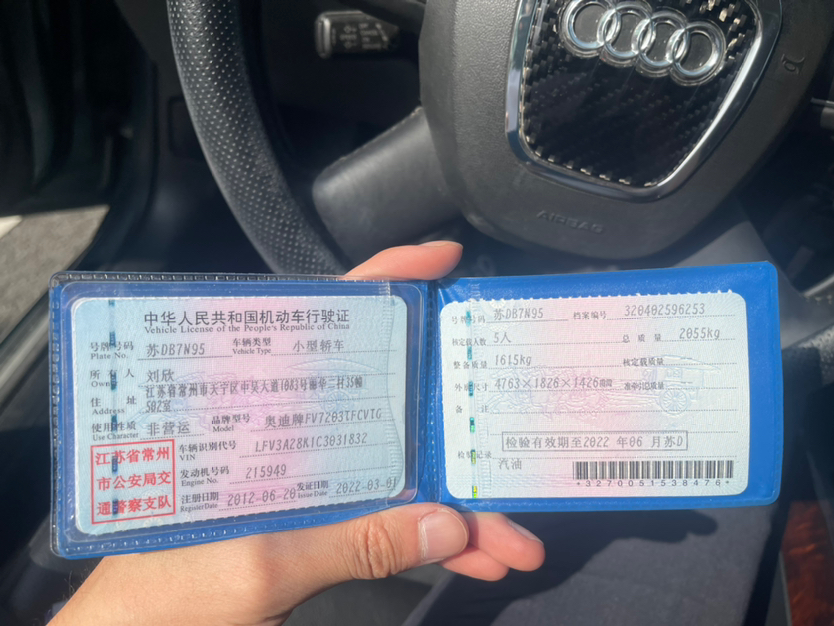 AIRBAG
中华人民共和国机动车行驶证
Vehicle License of the People's Republic of China
号牌号码 苏DB7N95 车辆类型 小型轿车
Plate No. Vehicle Type
所有人 刘欣
Owner
住址 江苏省常州市天宁区中吴大道1083号浦华二村35幢
Address 502室
使用性质 非营运 品牌型号 奥迪牌FV7203TFCVTG
Use Character Model
江苏省常州
市公安局交
通警察支队
车辆识别代号 LFV3A28K1C3031832
VIN
发动机号码 215949
Engine No.
注册日期 2012-06-20 发证日期 2022-03-01
Register Date Issue Date
号牌号码 苏DB7N95 档案编号 320402596253
核定载人数 5人 总质量 2055kg
整备质量 1615kg 核定载质量
外廓尺寸 4763×1826×1426mm 准牵引总质量
备注
检验有效期至2022 年06 月苏D
检验记录
汽油
*3270051538476*